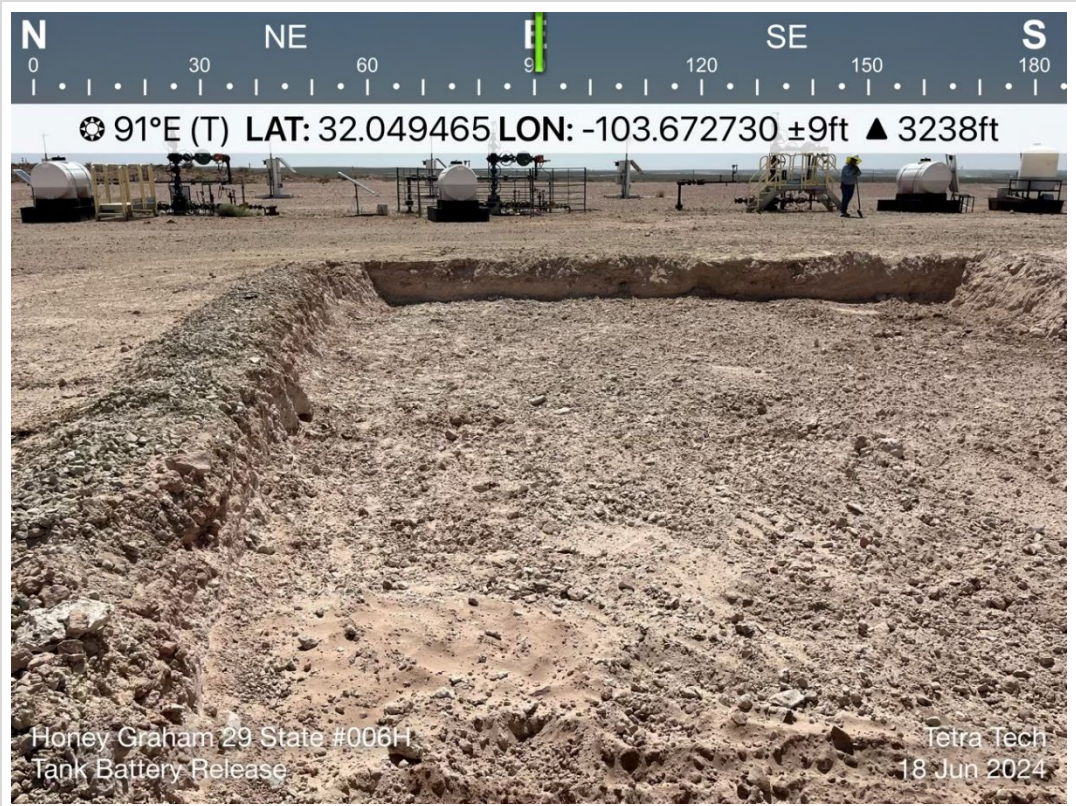 N NE E SE S
0 30 60 90 120 150 180
91°E (T) LAT: 32.049465 LON: -103.672730 ±9ft ▲ 3238ft
Honey Graham 29 State #006H
Tank Battery Release
Tetra Tech
18 Jun 2024